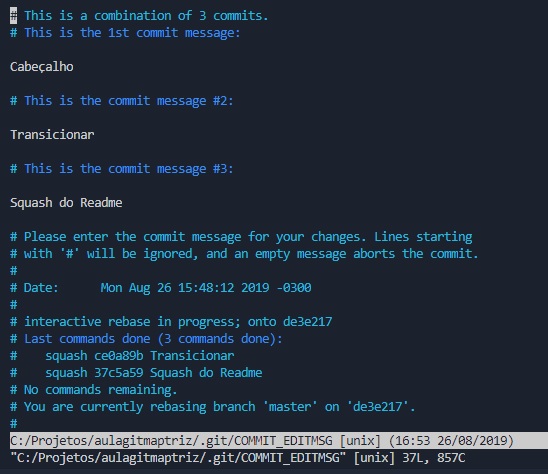 # This is a combination of 3 commits.
# This is the 1st commit message:
Cabeçalho
# This is the commit message #2:
Transicionar
# This is the commit message #3:
Squash do Readme
# Please enter the commit message for your changes. Lines starting
# with '#' will be ignored, and an empty message aborts the commit.
#
# Date:      Mon Aug 26 15:48:12 2019 -0300
#
# interactive rebase in progress; onto de3e217
# Last commands done (3 commands done):
#    squash ce0a89b Transicionar
#    squash 37c5a59 Squash do Readme
# No commands remaining.
# You are currently rebasing branch 'master' on 'de3e217'.
#
C:/Projetos/aulagitmaptriz/.git/COMMIT_EDITMSG [unix] (16:53 26/08/2019)
"C:/Projetos/aulagitmaptriz/.git/COMMIT_EDITMSG" [unix] 37L, 857C